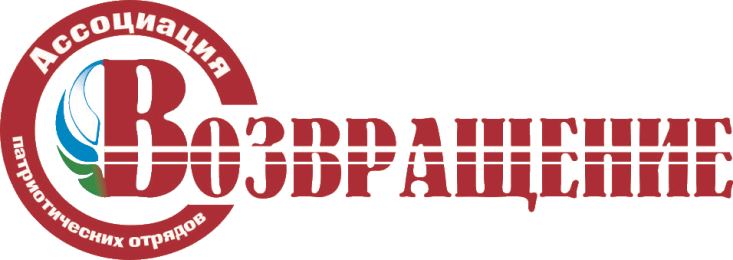 Ассоциация
Возвращение
патриотических отрядов